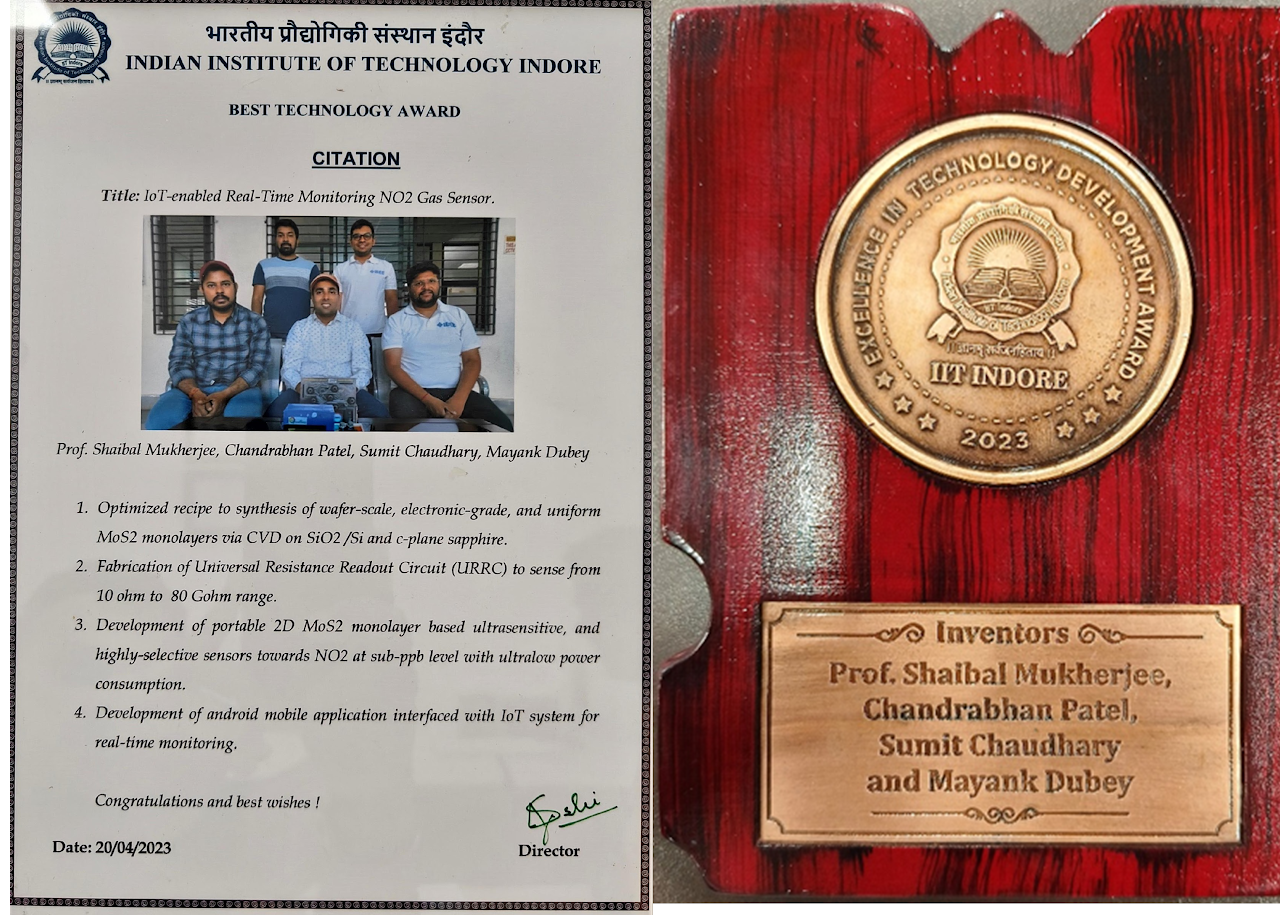 भारतीय प्रौद्योगिकी संस्थान इंदौर
INDIAN INSTITUTE OF TECHNOLOGY INDORE
BEST TECHNOLOGY AWARD
CITATION
Title: IoT-enabled Real-Time Monitoring NO2 Gas Sensor.
Prof. Shaibal Mukherjee, Chandrabhan Patel, Sumit Chaudhary, Mayank Dubey
1. Optimized recipe to synthesis of wafer-scale, electronic-grade, and uniform
MoS2 monolayers via CVD on SiO2 /Si and c-plane sapphire.
2. Fabrication of Universal Resistance Readout Circuit (URRC) to sense from
10 ohm to 80 Gohm range.
3. Development of portable 2D MoS2 monolayer based ultrasensitive, and
highly-selective sensors towards NO2 at sub-ppb level with ultralow power
consumption.
4. Development of android mobile application interfaced with IoT system for
real-time monitoring.
Congratulations and best wishes !
Date: 20/04/2023
Director
EXCELLENCE IN TECHNOLOGY DEVELOPMENT AWARD
IIT INDORE
2023
Inventors
Prof. Shaibal Mukherjee,
Chandrabhan Patel,
Sumit Chaudhary
and Mayank Dubey